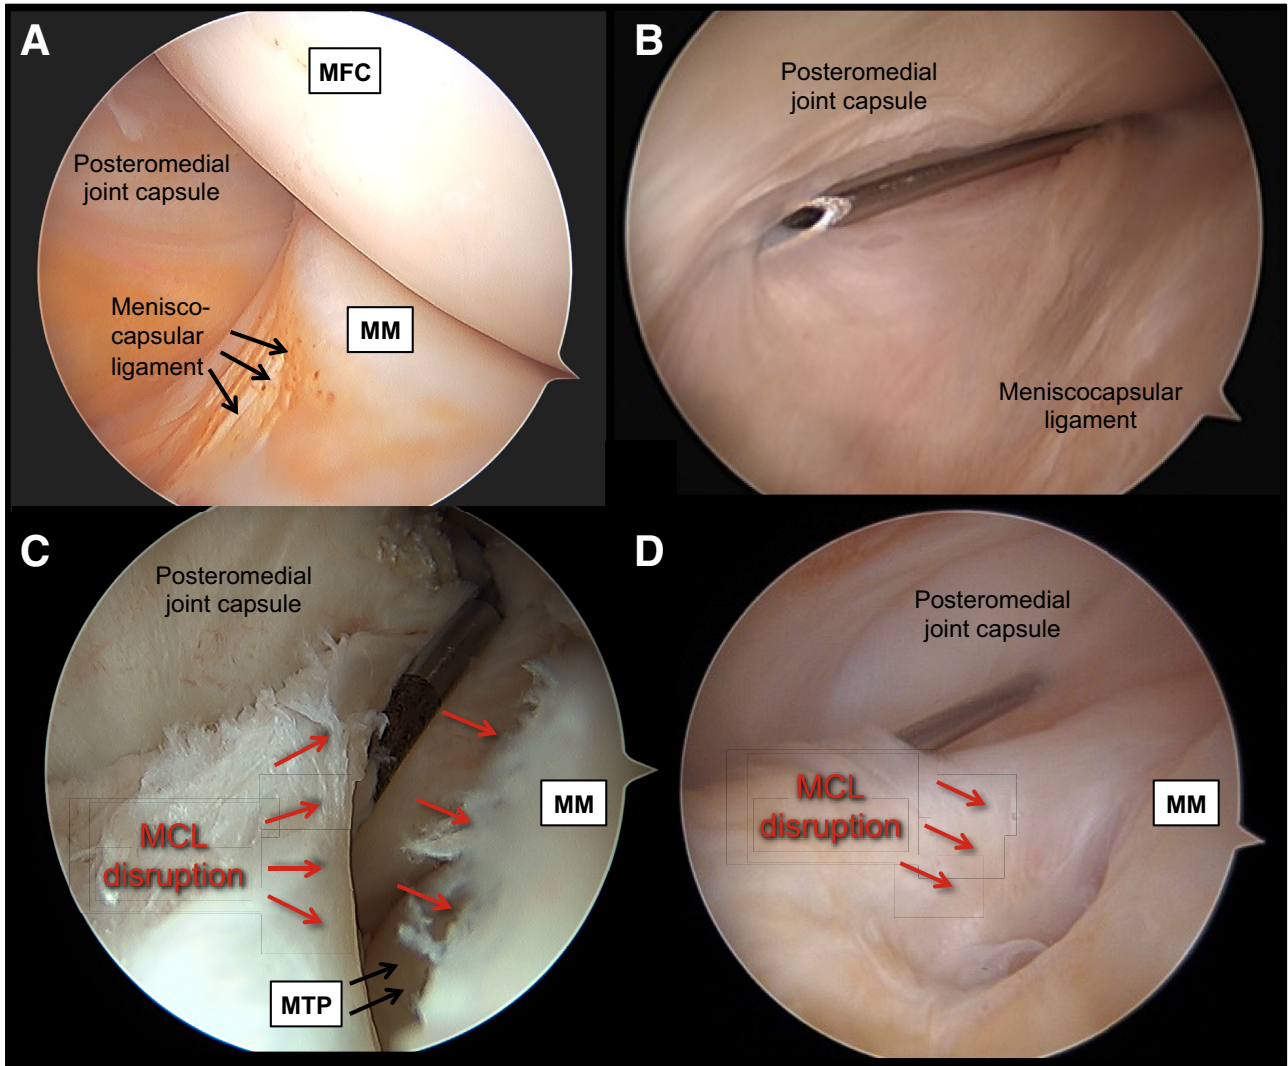 A
MFC
Posteromedial
joint capsule
Menisco-
capsular
ligament
MM
B
Posteromedial
joint capsule
Meniscocapsular
ligament
C
Posteromedial
joint capsule
MCL
disruption
MM
MTP
D
Posteromedial
joint capsule
MCL
disruption
MM